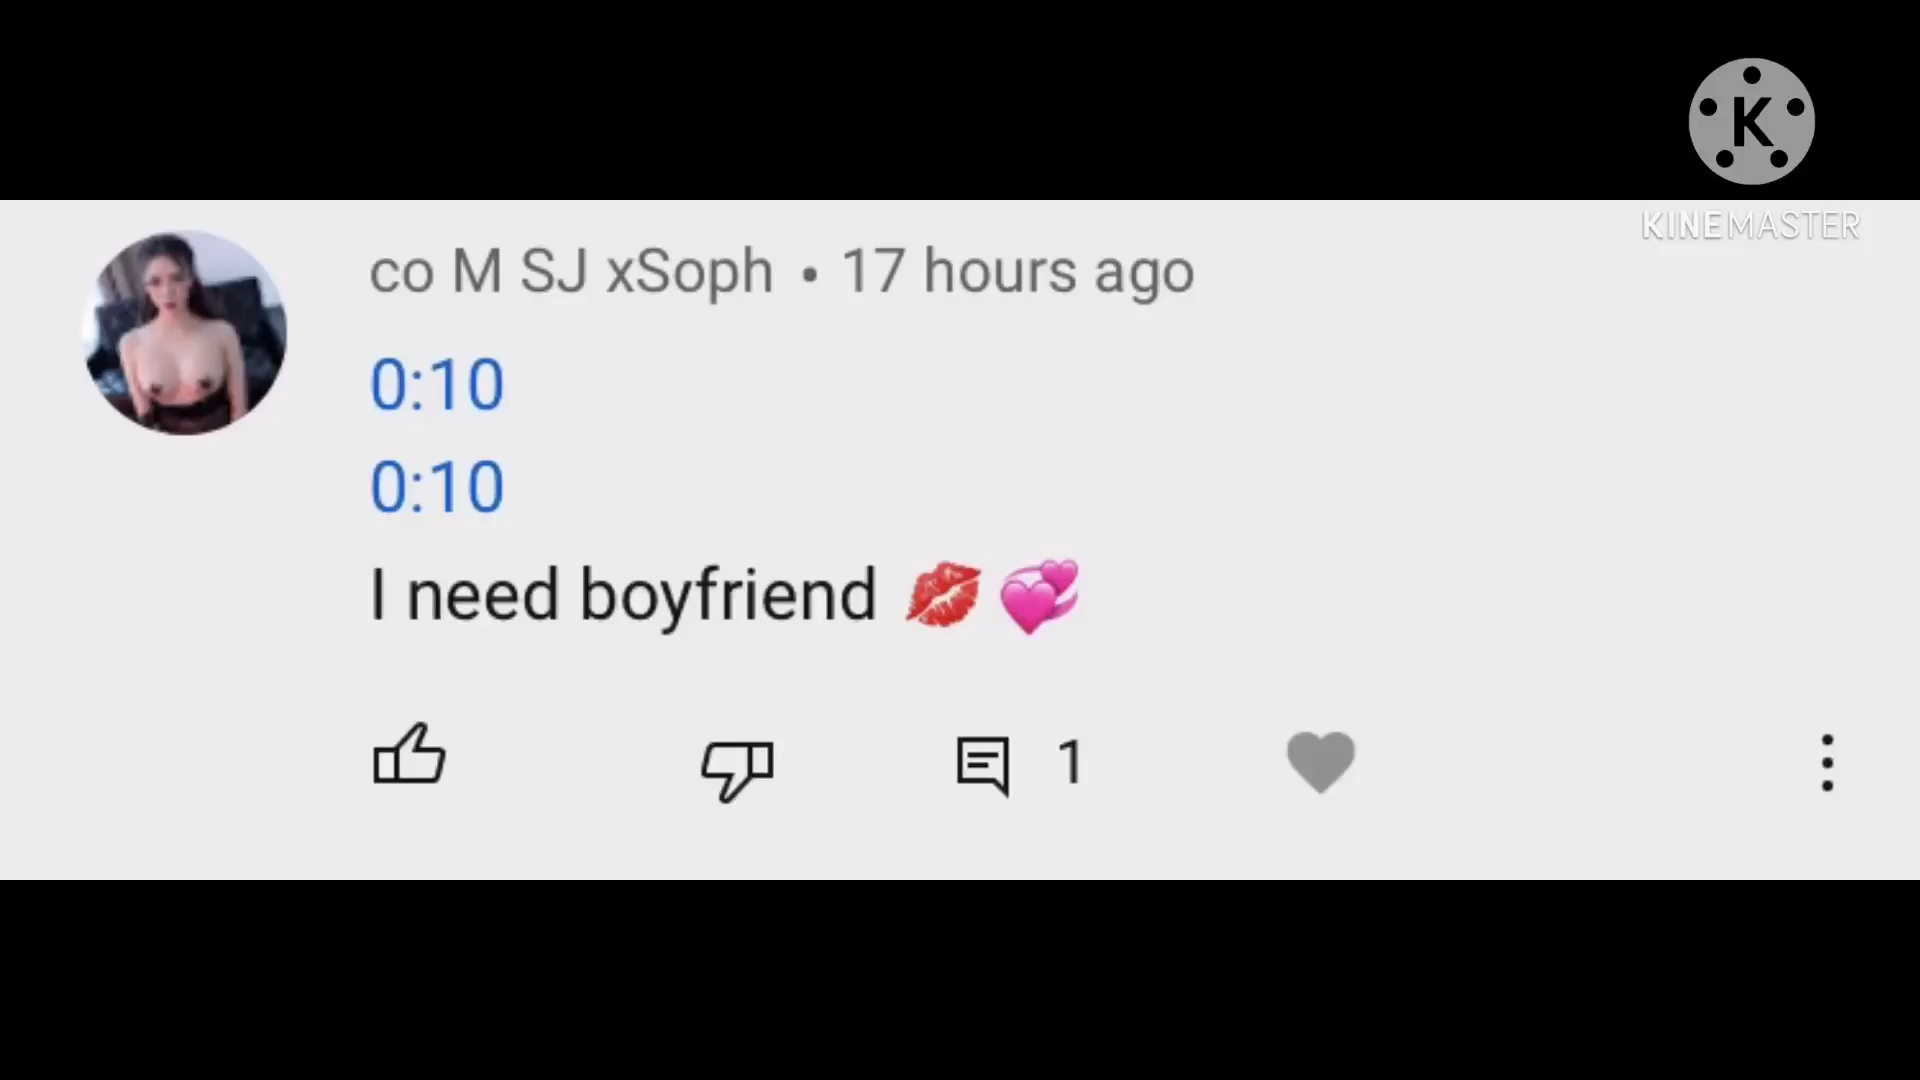 K
KINEMASTER
co M SJ xSoph • 17 hours ago
0:10
0:10
I need boyfriend 💋 💞
1